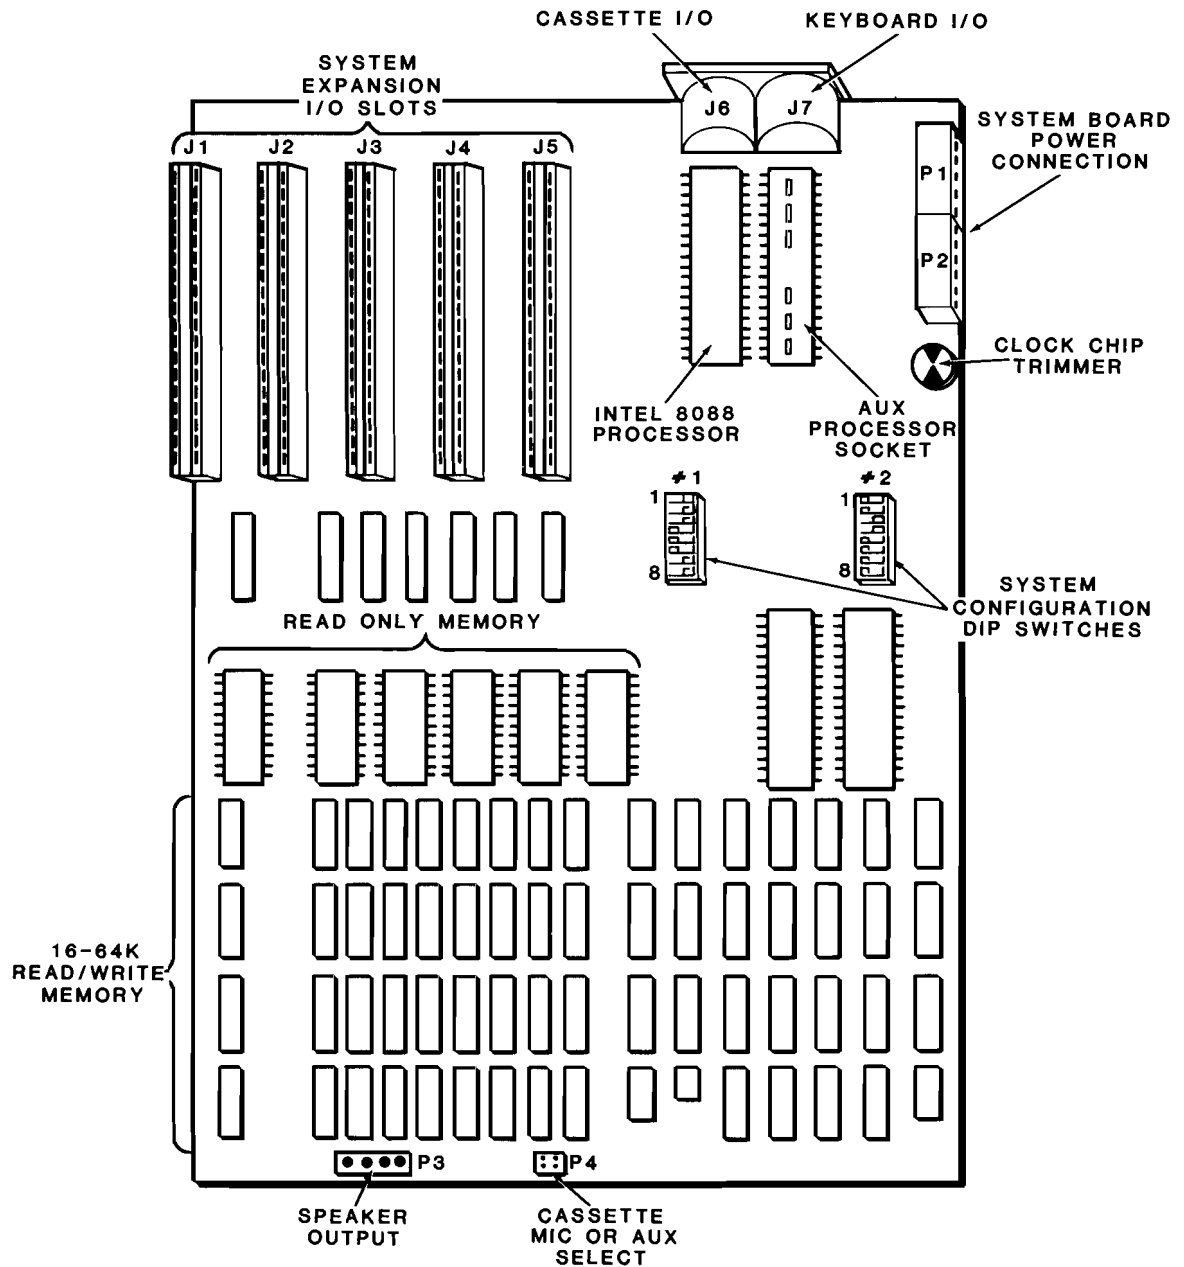 CASSETTE I/O
KEYBOARD I/O
SYSTEM
EXPANSION
I/O SLOTS
J1
J2
J3
J4
J5
J6
J7
SYSTEM BOARD
POWER
CONNECTION
P1
P2
CLOCK CHIP
TRIMMER
INTEL 8088
PROCESSOR
AUX
PROCESSOR
SOCKET
#1
1
8
#2
1
8
SYSTEM
CONFIGURATION
DIP SWITCHES
READ ONLY MEMORY
16-64K
READ/WRITE
MEMORY
P3
P4
SPEAKER
OUTPUT
CASSETTE
MIC OR AUX
SELECT